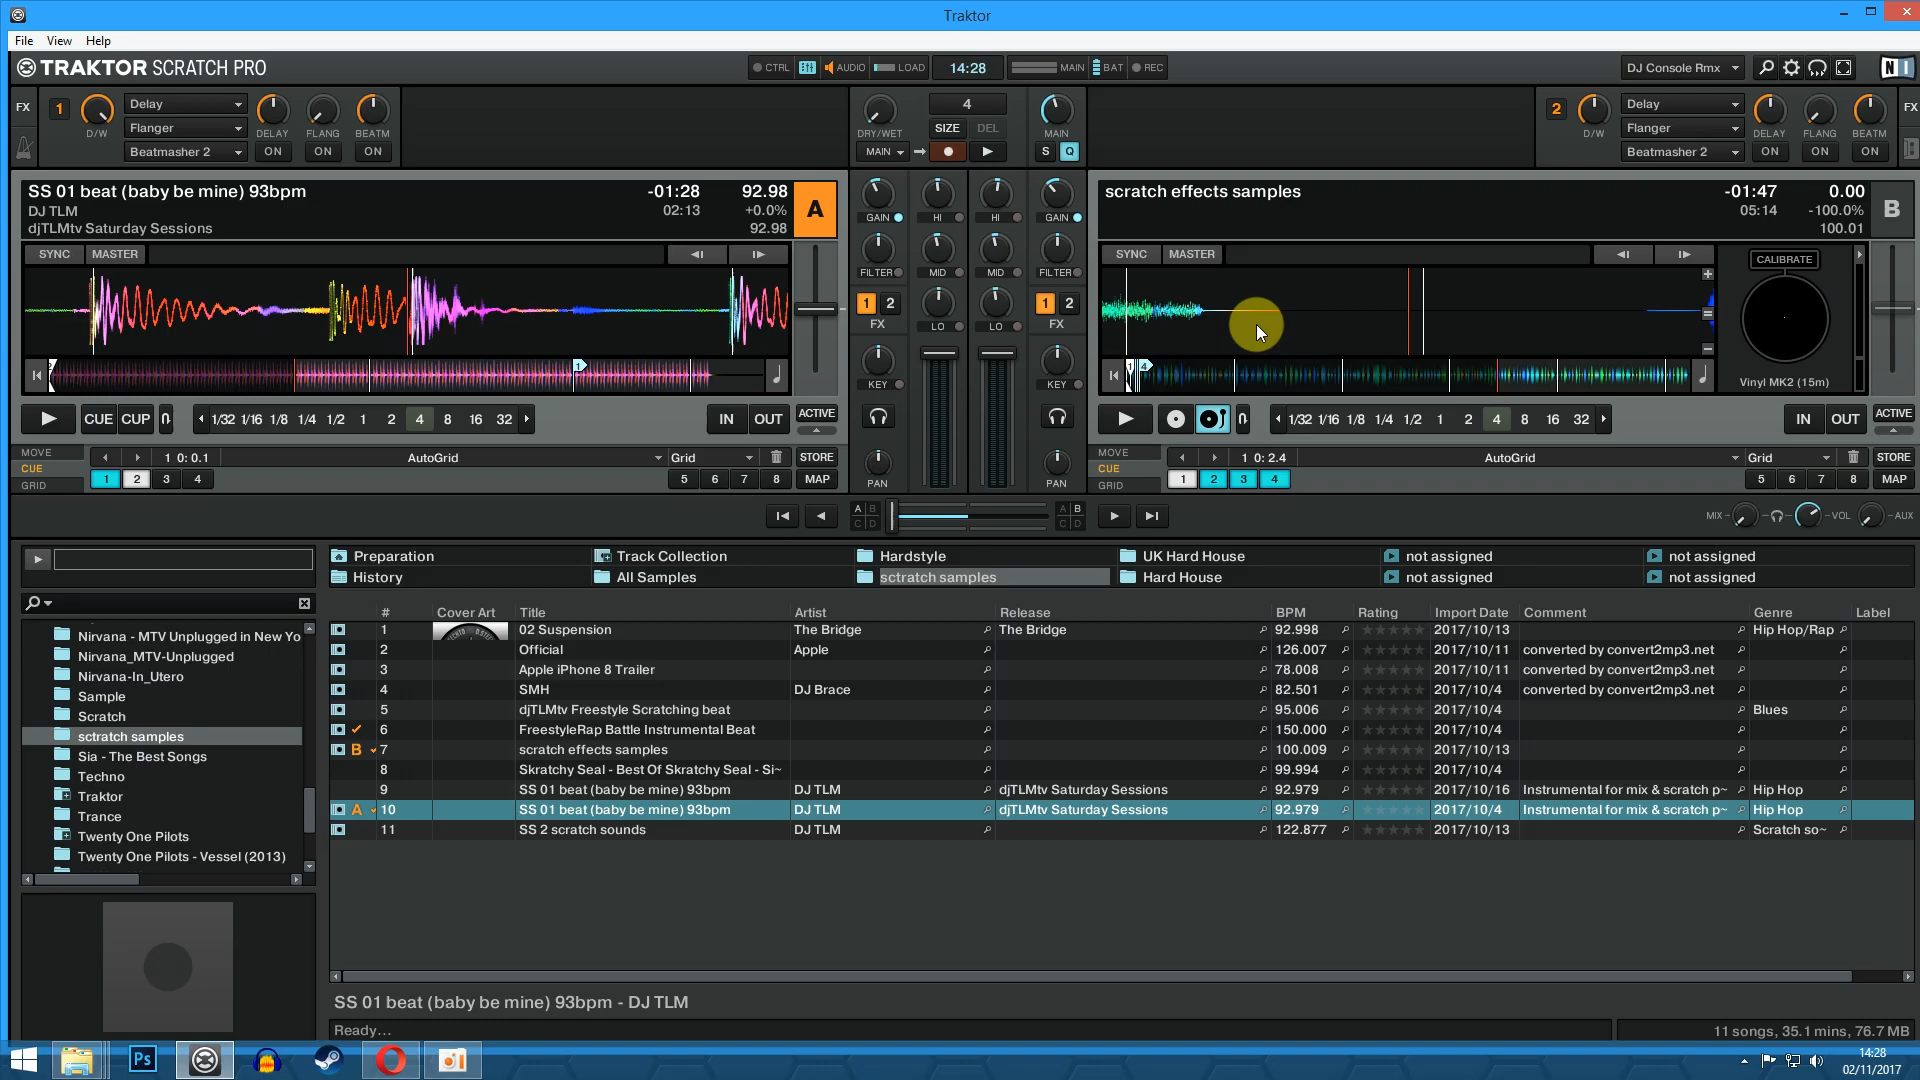 Traktor
File View Help
TRAKTOR SCRATCH PRO
CTRL AUDIO LOAD 14:28 MAIN BAT REC
DJ Console Rmx
FX 1 D/W Delay Flanger Beatmasher 2
DELAY FLANG BEATM
ON ON ON
DRY/WET 4 SIZE DEL MAIN
MAIN S Q
2 D/W Delay Flanger Beatmasher 2
DELAY FLANG BEATM FX
ON ON ON
SS 01 beat (baby be mine) 93bpm -01:28 92.98
DJ TLM 02:13 +0.0%
djTLMtv Saturday Sessions 92.98
A
SYNC MASTER
GAIN HI HI GAIN
FILTER MID MID FILTER
1 2 FX LO LO 1 2 FX
KEY KEY
PAN PAN
scratch effects samples -01:47 0.00
05:14 -100.0%
100.01
B
SYNC MASTER
CALIBRATE
Vinyl MK2 (15m)
1
1 4
CUE CUP 1/32 1/16 1/8 1/4 1/2 1 2 4 8 16 32 IN OUT ACTIVE
1/32 1/16 1/8 1/4 1/2 1 2 4 8 16 32 IN OUT ACTIVE
MOVE
CUE
GRID
1 0: 0.1 AutoGrid Grid STORE
1 2 3 4 5 6 7 8 MAP
MOVE
CUE
GRID
1 0: 2.4 AutoGrid Grid STORE
1 2 3 4 5 6 7 8 MAP
A B
C D
A B
C D
MIX VOL AUX
Preparation Track Collection Hardstyle UK Hard House not assigned not assigned
History All Samples sctratch samples Hard House not assigned not assigned
Nirvana - MTV Unplugged in New Yo
Nirvana_MTV-Unplugged
Nirvana-In_Utero
Sample
Scratch
sctratch samples
Sia - The Best Songs
Techno
Traktor
Trance
Twenty One Pilots
Twenty One Pilots - Vessel (2013)
# Cover Art Title Artist Release BPM Rating Import Date Comment Genre Label
1 02 Suspension The Bridge The Bridge 92.998 2017/10/13 Hip Hop/Rap
2 Official Apple 126.007 2017/10/11 converted by convert2mp3.net
3 Apple iPhone 8 Trailer 78.008 2017/10/11 converted by convert2mp3.net
4 SMH DJ Brace 82.501 2017/10/4 converted by convert2mp3.net
5 djTLMtv Freestyle Scratching beat 95.006 2017/10/4 Blues
6 FreestyleRap Battle Instrumental Beat 150.000 2017/10/4
B 7 scratch effects samples 100.009 2017/10/13
8 Skratchy Seal - Best Of Skratchy Seal - Si~ 99.994 2017/10/4
9 SS 01 beat (baby be mine) 93bpm DJ TLM djTLMtv Saturday Sessions 92.979 2017/10/16 Instrumental for mix & scratch p~ Hip Hop
A 10 SS 01 beat (baby be mine) 93bpm DJ TLM djTLMtv Saturday Sessions 92.979 2017/10/4 Instrumental for mix & scratch p~ Hip Hop
11 SS 2 scratch sounds DJ TLM 122.877 2017/10/13 Scratch so~
SS 01 beat (baby be mine) 93bpm - DJ TLM
Ready...
11 songs, 35.1 mins, 76.7 MB
Ps
14:28
02/11/2017